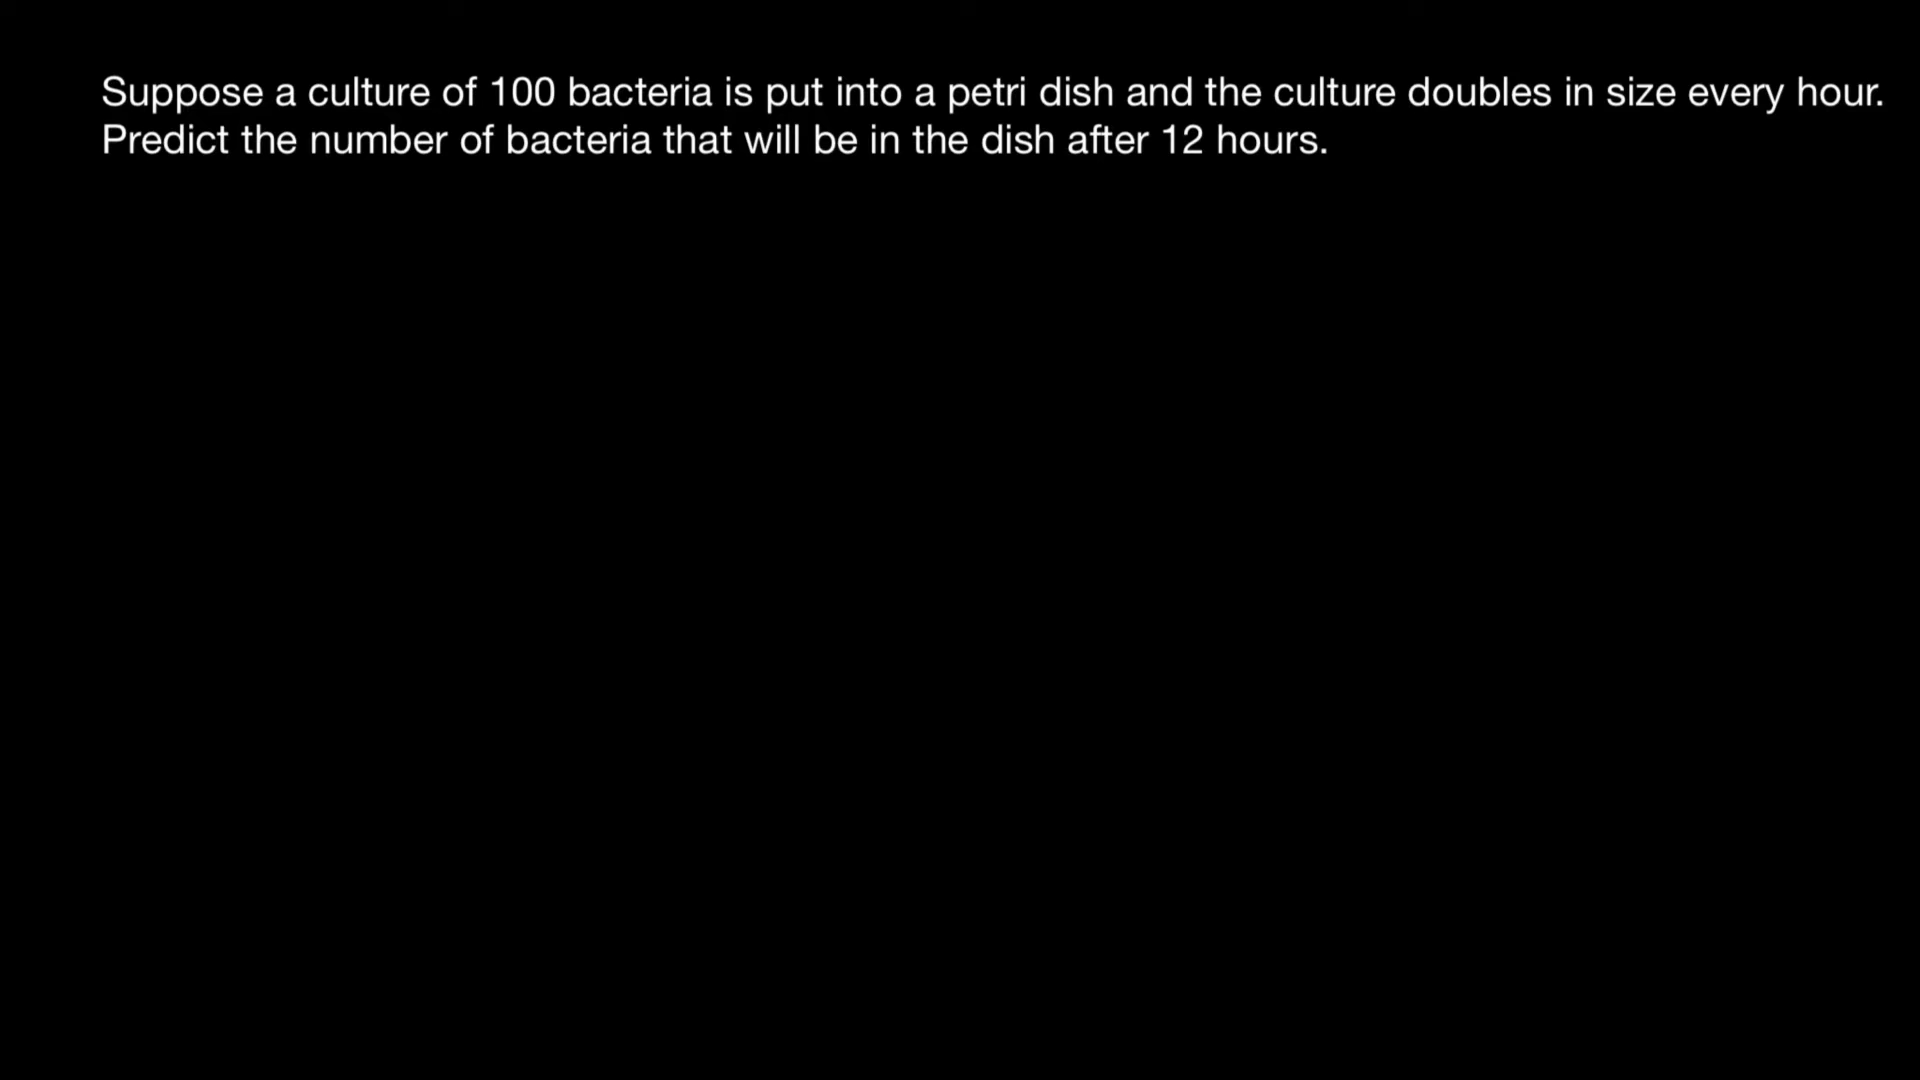 Suppose a culture of 100 bacteria is put into a petri dish and the culture doubles in size every hour.
Predict the number of bacteria that will be in the dish after 12 hours.